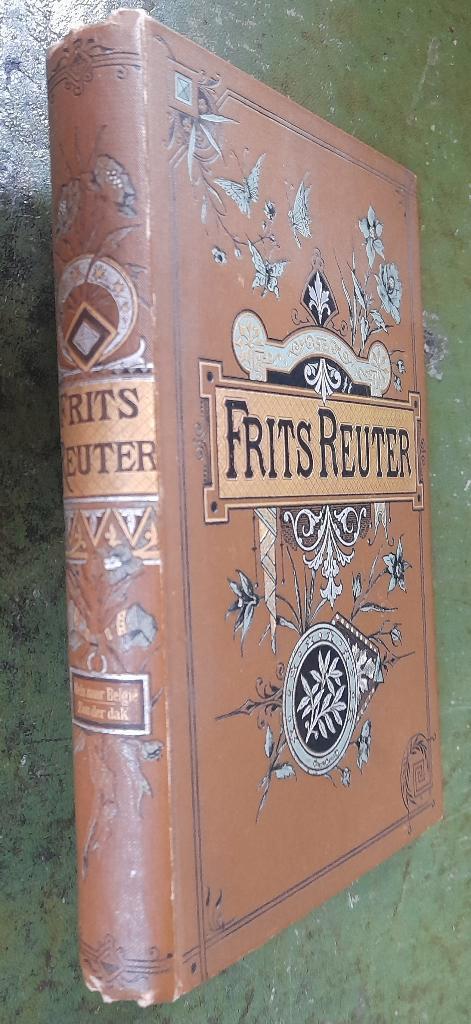 FRITS
REUTER
Reis naar België
Zonder dak
FRITS REUTER